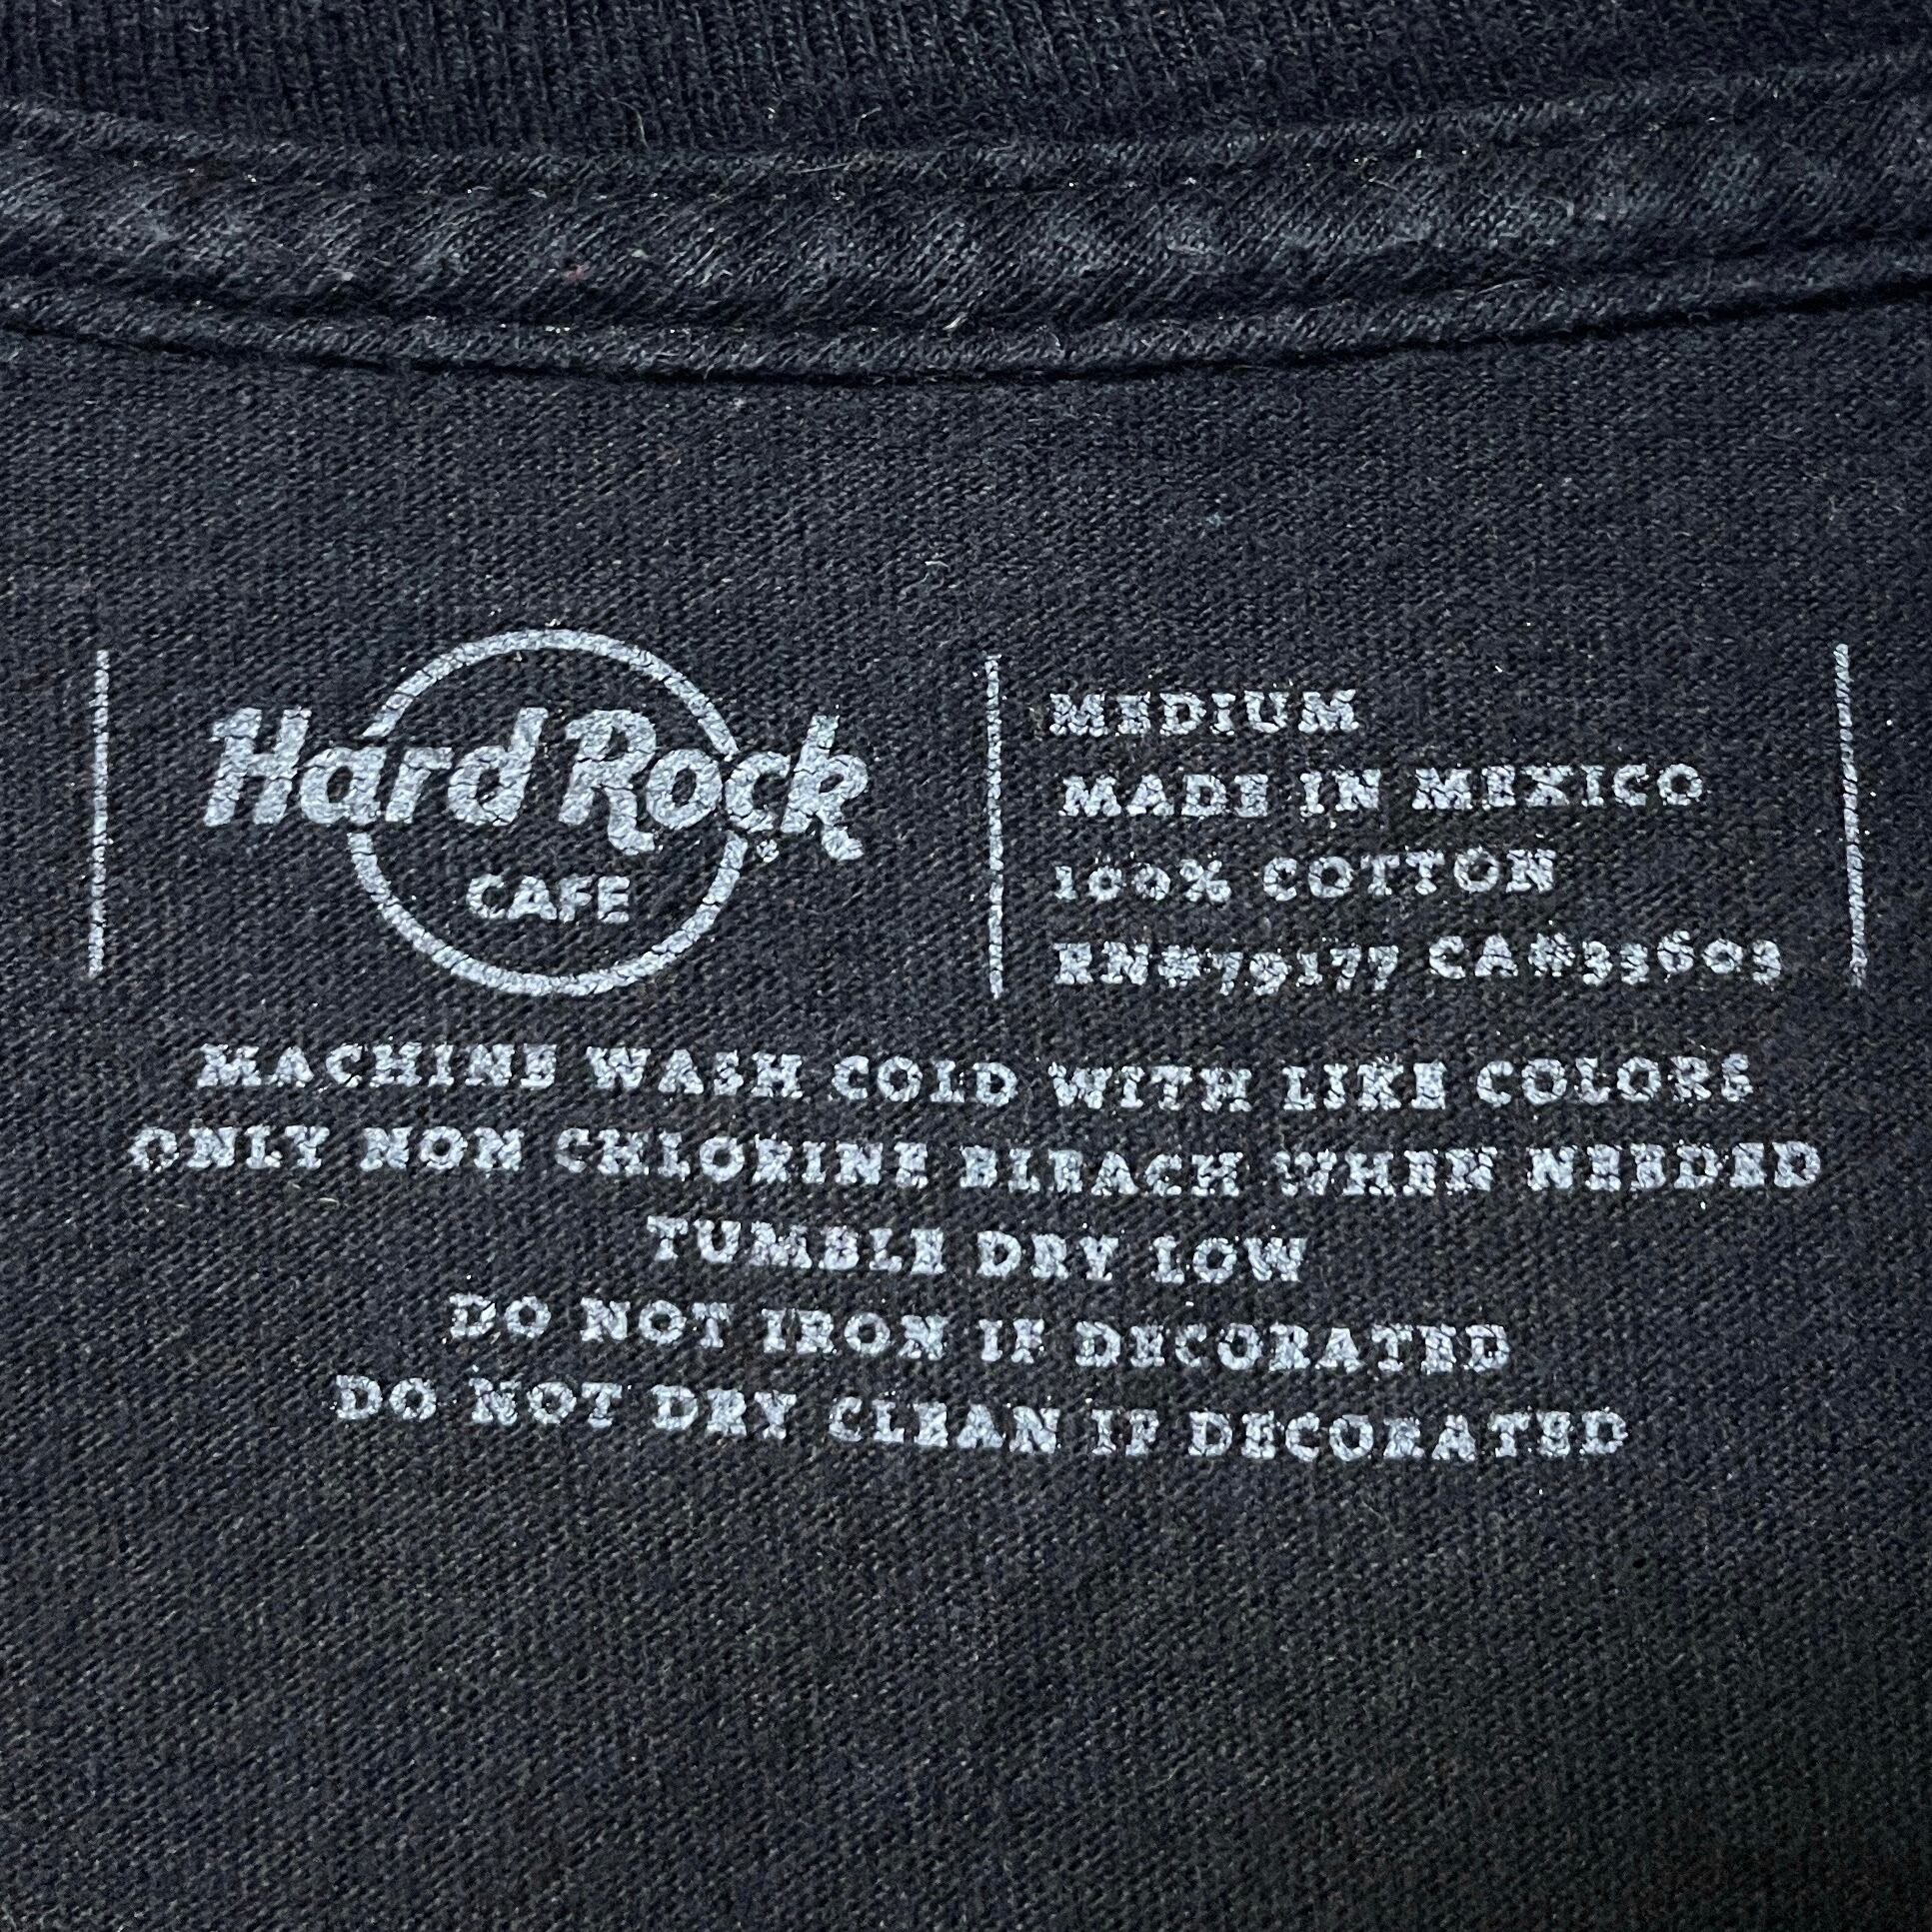 Hard Rock®
CAFE
MEDIUM
MADE IN MEXICO
100% COTTON
RN#79177 CA#33603
MACHINE WASH COLD WITH LIKE COLORS
ONLY NON CHLORINE BLEACH WHEN NEEDED
TUMBLE DRY LOW
DO NOT IRON IF DECORATED
DO NOT DRY CLEAN IF DECORATED